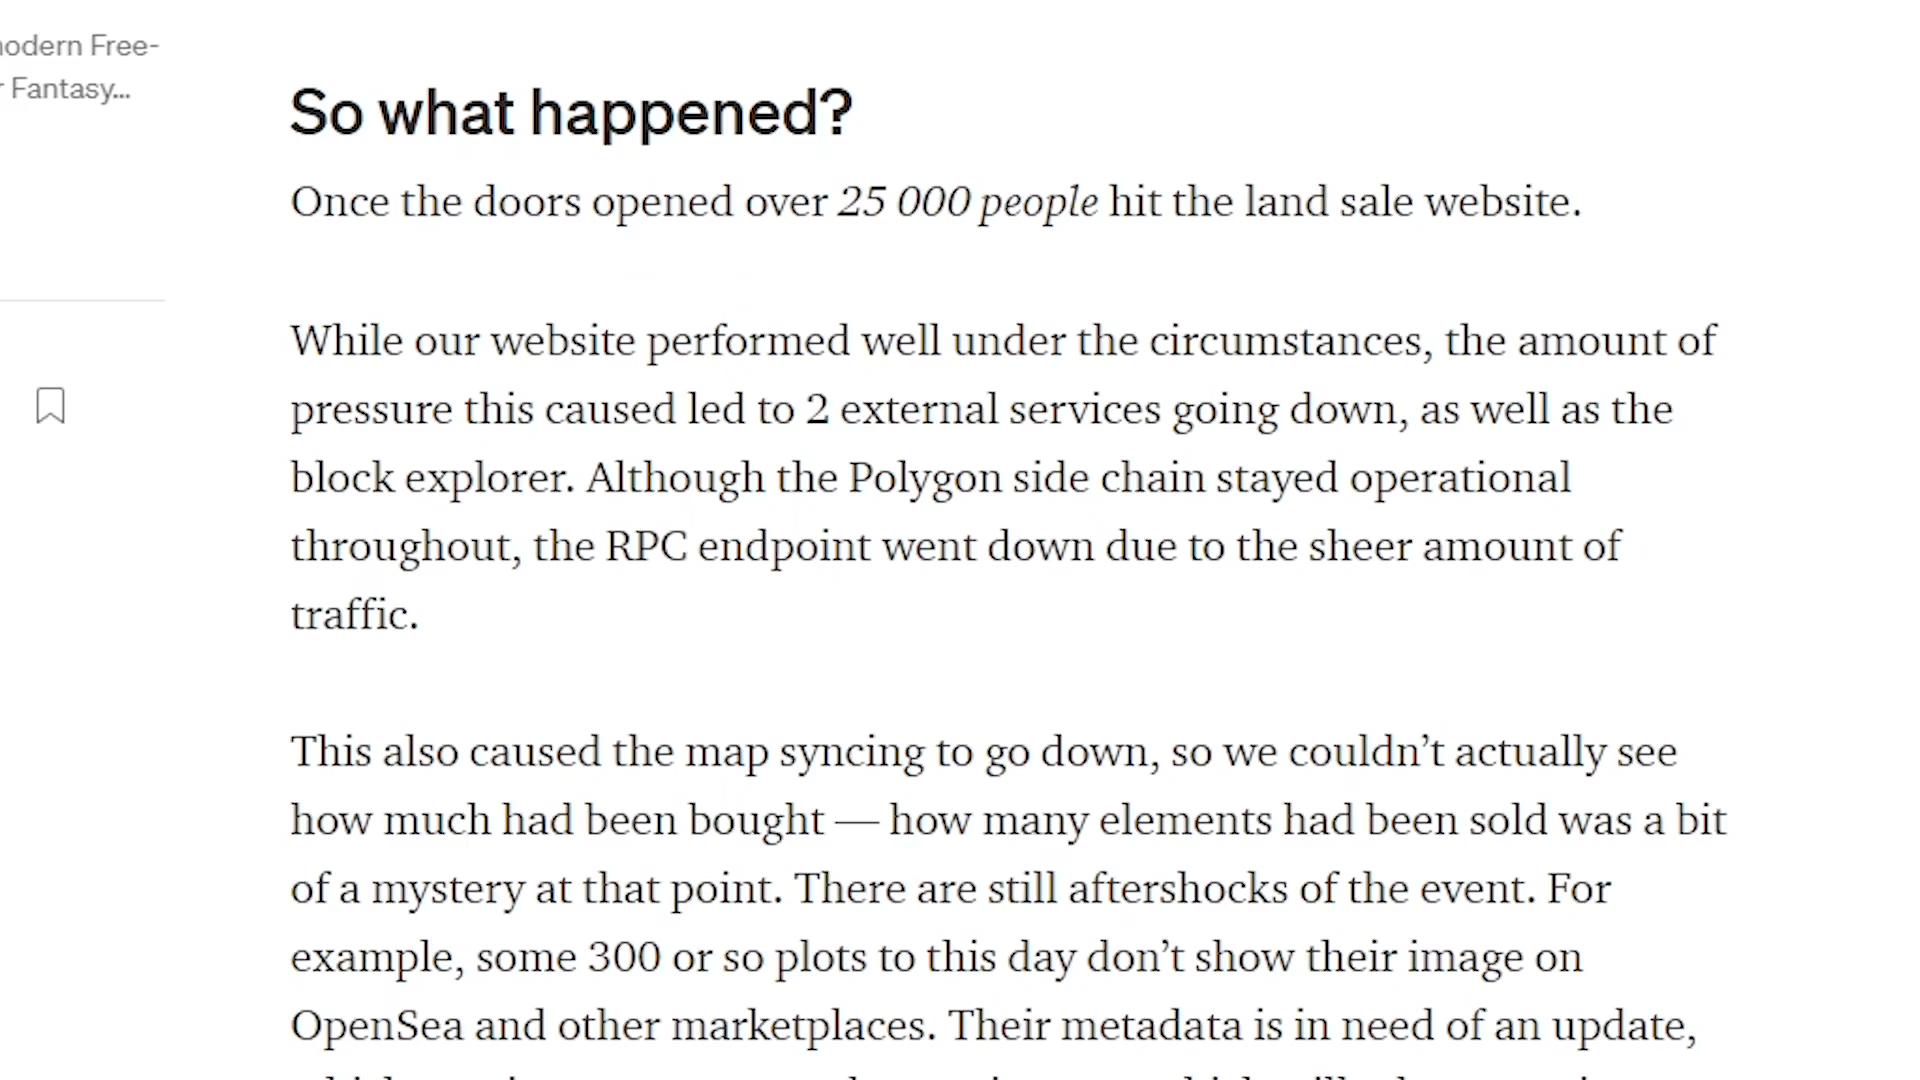 Free-
Fantasy...
So what happened?
Once the doors opened over 25 000 people hit the land sale website.
While our website performed well under the circumstances, the amount of
pressure this caused led to 2 external services going down, as well as the
block explorer. Although the Polygon side chain stayed operational
throughout, the RPC endpoint went down due to the sheer amount of
traffic.
This also caused the map syncing to go down, so we couldn’t actually see
how much had been bought — how many elements had been sold was a bit
of a mystery at that point. There are still aftershocks of the event. For
example, some 300 or so plots to this day don’t show their image on
OpenSea and other marketplaces. Their metadata is in need of an update,